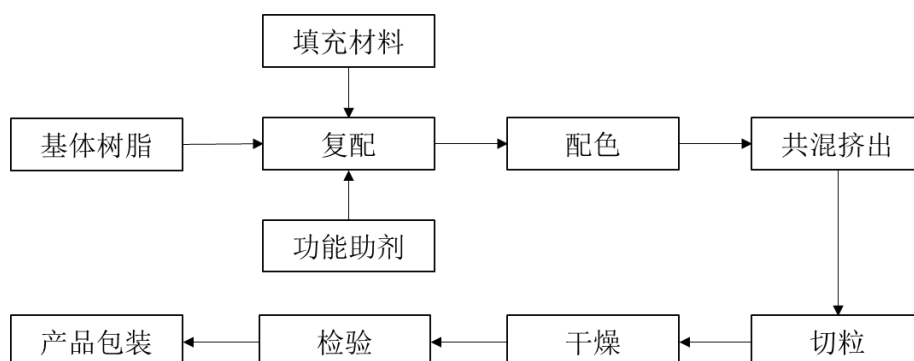 填充材料
基体树脂
复配
配色
共混挤出
功能助剂
产品包装
检验
干燥
切粒